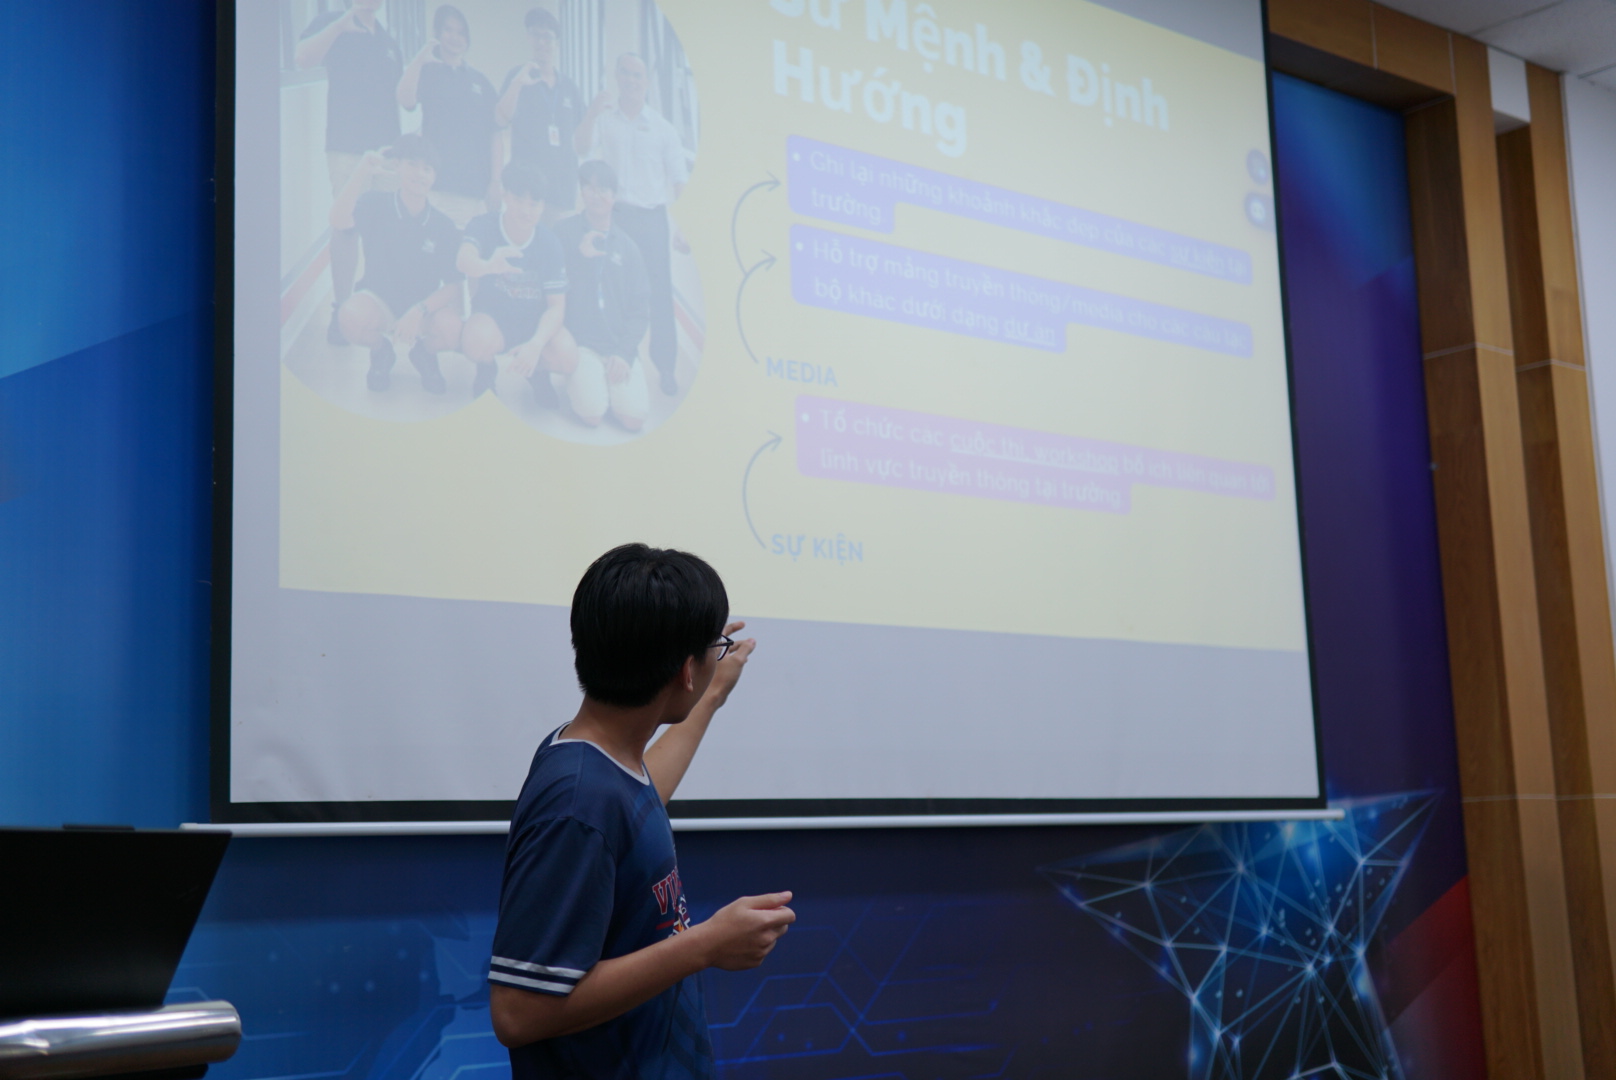 Sứ Mệnh & Định
Hướng
• Ghi lại những khoảnh khắc đẹp của các sự kiện tại
trường
• Hỗ trợ mảng truyền thông/media cho các câu lạc
bộ khác dưới dạng dự án
MEDIA
• Tổ chức các cuộc thi, workshop bổ ích liên quan tới
lĩnh vực truyền thông tại trường
SỰ KIỆN